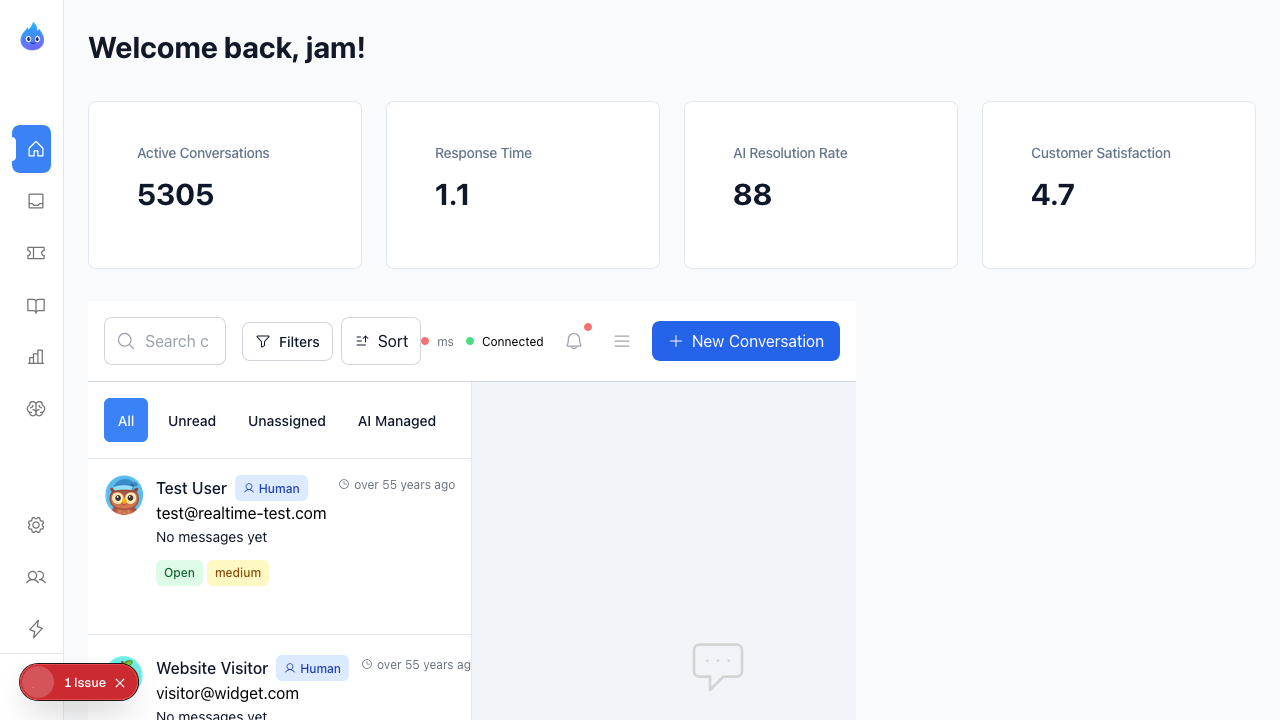 Welcome back, jam!
Active Conversations
5305
Response Time
1.1
AI Resolution Rate
88
Customer Satisfaction
4.7
Search c
Filters
Sort
ms
Connected
New Conversation
All
Unread
Unassigned
AI Managed
Test User
Human
over 55 years ago
test@realtime-test.com
No messages yet
Open
medium
Website Visitor
Human
over 55 years ag
visitor@widget.com
No messages yet
1 Issue